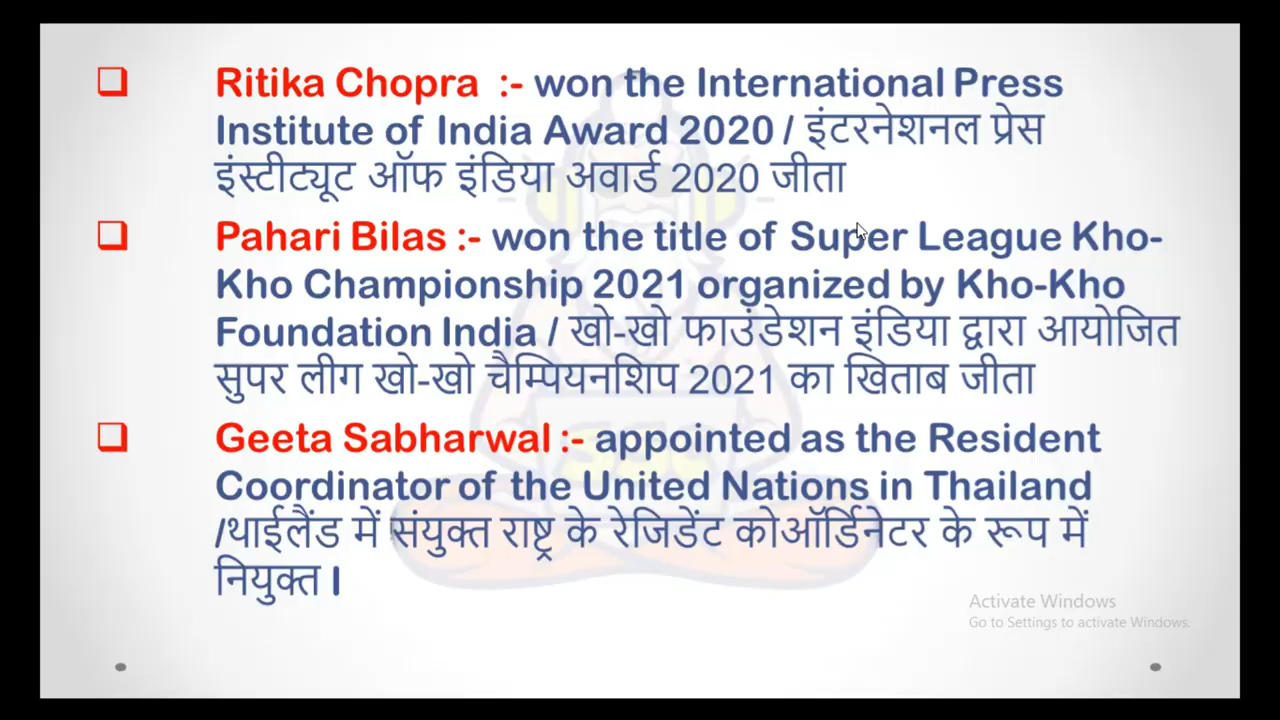 Ritika Chopra :- won the International Press
Institute of India Award 2020 / इंटरनेशनल प्रेस
इंस्टीट्यूट ऑफ इंडिया अवार्ड 2020 जीता
Pahari Bilas :- won the title of Super League Kho-
Kho Championship 2021 organized by Kho-Kho
Foundation India / खो-खो फाउंडेशन इंडिया द्वारा आयोजित
सुपर लीग खो-खो चैम्पियनशिप 2021 का खिताब जीता
Geeta Sabharwal :- appointed as the Resident
Coordinator of the United Nations in Thailand
/थाईलैंड में संयुक्त राष्ट्र के रेजिडेंट कोऑर्डिनेटर के रूप में
नियुक्त I
Activate Windows
Go to Settings to activate Windows.